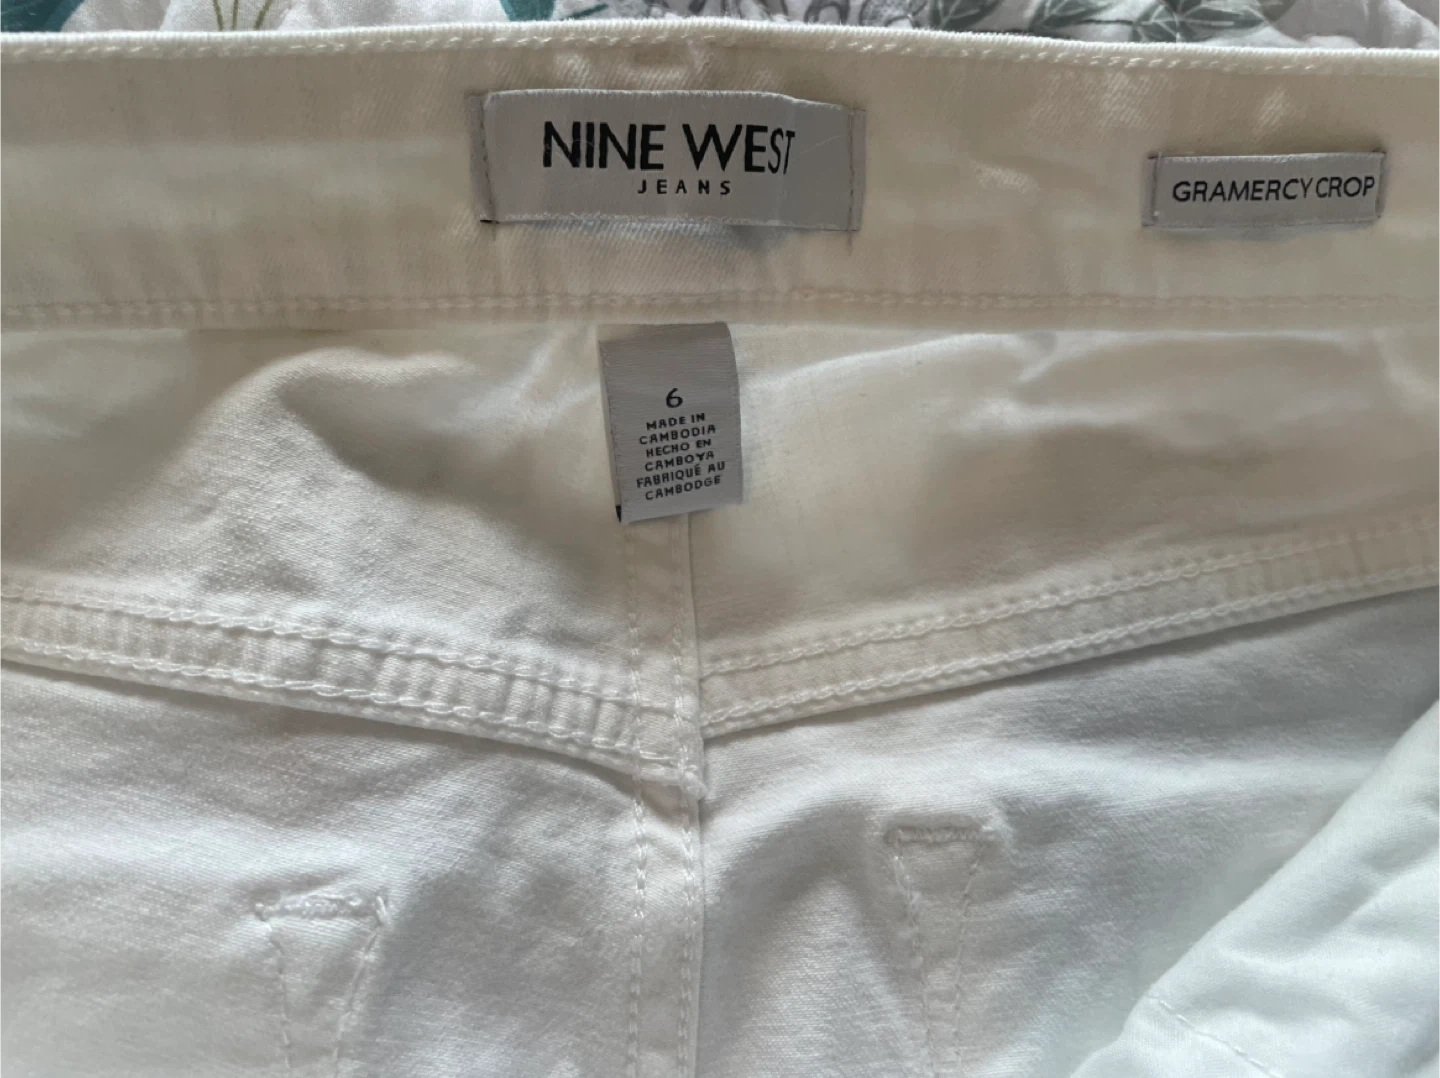 NINE WEST
JEANS
GRAMERCY CROP
6
MADE IN
CAMBODIA
HECHO EN
CAMBOYA
FABRIQUÉ AU
CAMBODGE